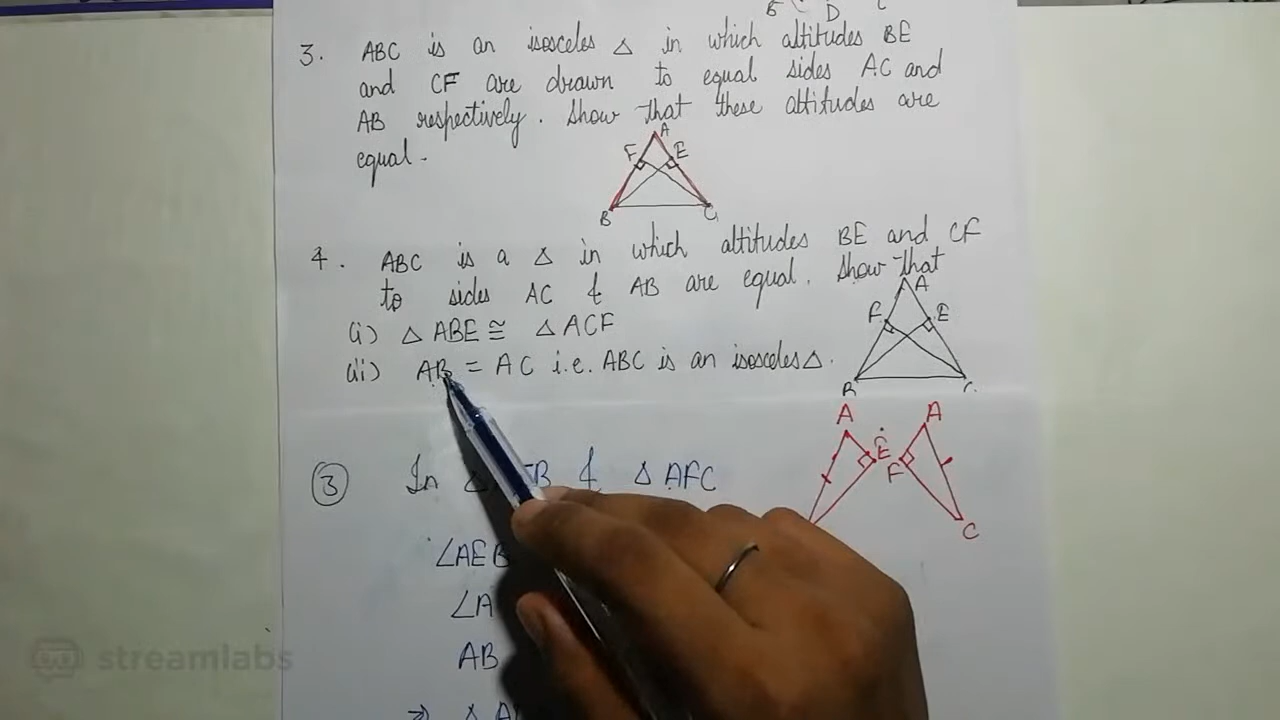 E D C
3. ABC is an isosceles △ in which altitudes BE
and CF are drawn to equal sides AC and
AB respectively. Show that these altitudes are
equal.
A
F E
B C
4. ABC is a △ in which altitudes BE and CF
to sides AC & AB are equal. Show that
(i) △ ABE ≅ △ ACF
(ii) AB = AC i.e. ABC is an isosceles △.
A
F E
B C
A E F A
C
③ In △ EB & △ AFC
∠AEB
∠A
AB
⇒ △ A
streamlabs